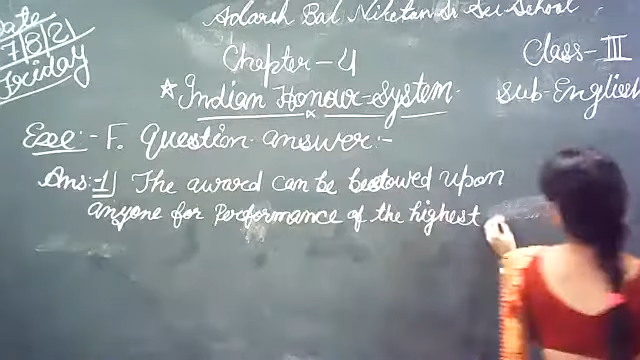 Adarsh Bal Niketan Sr Sec School
Date
7/8/21
Friday
Chapter - 4
Class - III
* Indian Honour System
Sub - English
Exe :- F. Question answer :-
Ans :- 1) The award can be bestowed upon
anyone for Performance of the highest